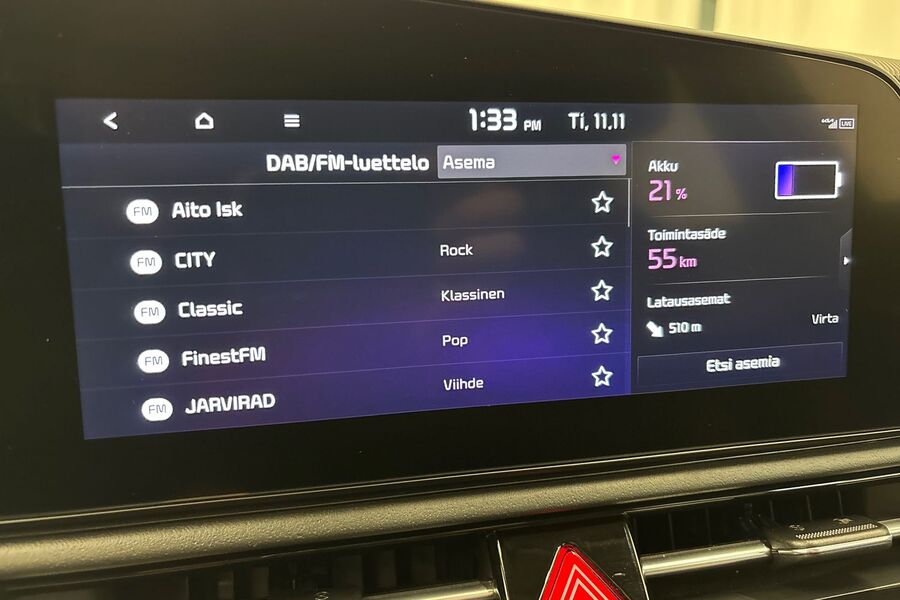 1:33 PM Ti, 11.11
LIVE
DAB/FM-luettelo Asema
FM Aito Isk
FM CITY Rock
FM Classic Klassinen
FM FinestFM Pop
FM JARVIRAD Viihde
Akku
21 %
Toimintasäde
55 km
Latausasemat
510 m Virta
Etsi asemia